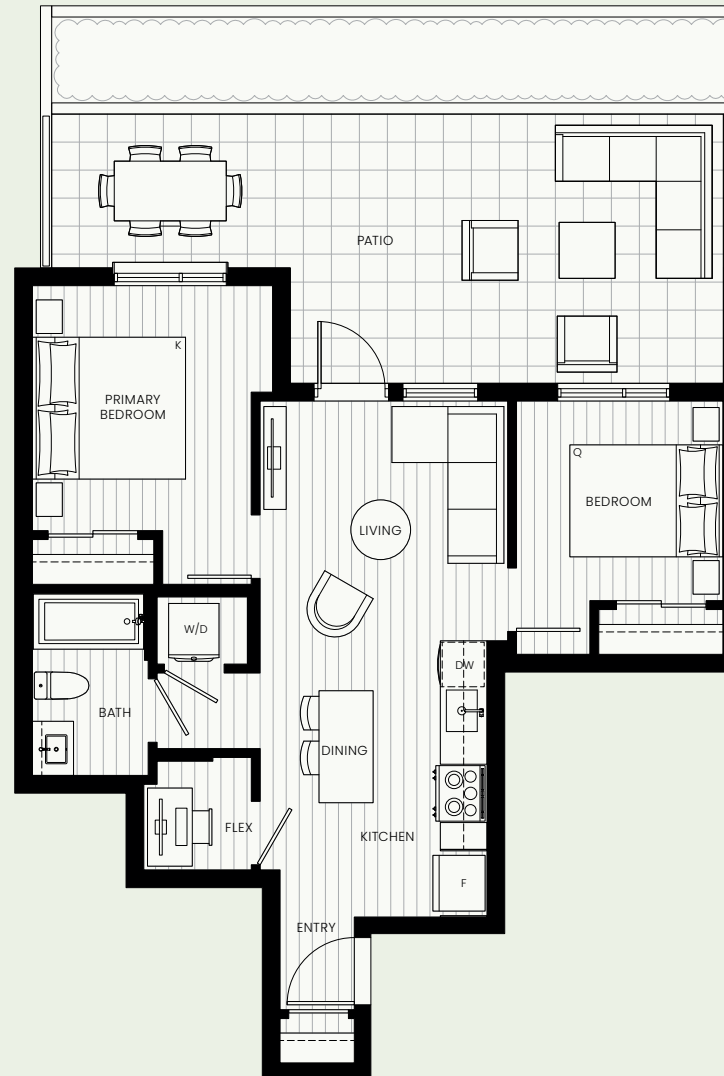 PATIO
K
PRIMARY
BEDROOM
Q
BEDROOM
LIVING
W/D
DW
BATH
DINING
FLEX
KITCHEN
F
ENTRY